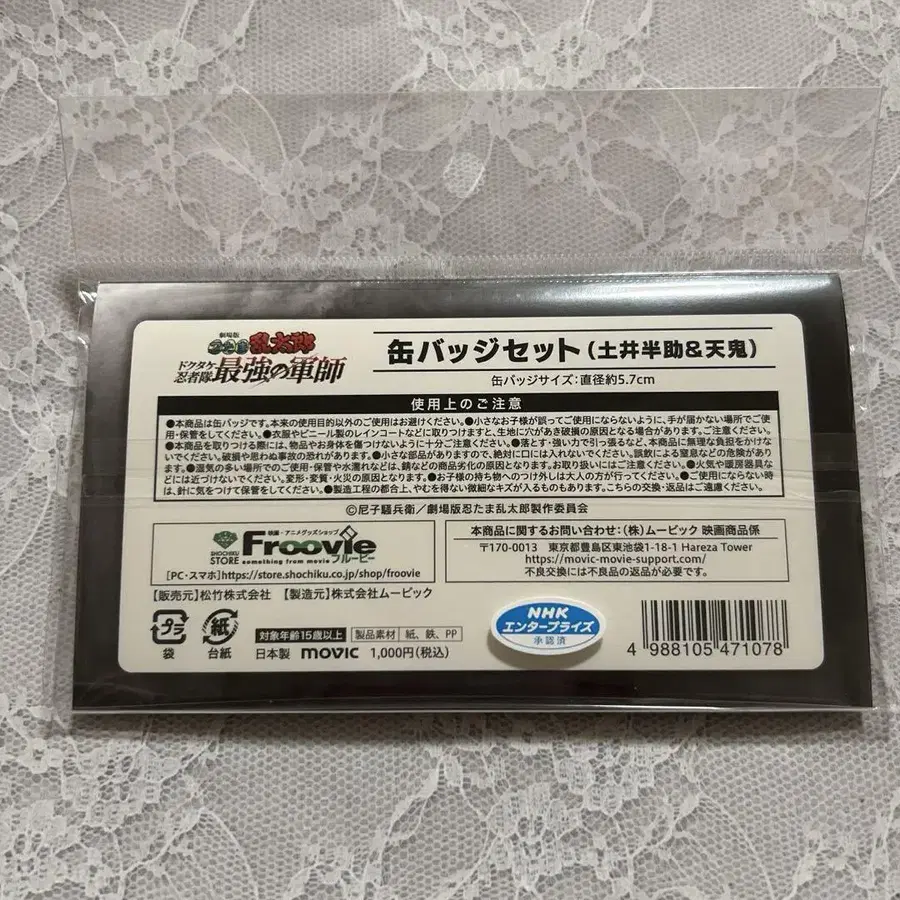 劇場版
忍たま乱太郎
ドクタケ
忍者隊 最強の軍師
缶バッジセット(土井半助&天鬼)
缶バッジサイズ:直径約5.7cm
使用上のご注意
●本商品は缶バッジです。本来の使用目的以外のご使用はお避けください。●小さなお子様が誤ってご使用にならないように、手が届かない場所でご使
用・保管をしてください。●衣服やビニール製のレインコートなどに取りつけますと、生地に穴があき破損の原因となる場合があります。ご注意ください。
●本商品を取りつける際に、物品やお身体を傷つけないように十分ご注意ください。●落とす・強い力で引っ張るなど、本商品に無理な負担をかけな
いでください。破損や思わぬ事故の恐れがあります。●小さな部品がありますので、絶対に口には入れないでください。誤飲による窒息などの危険があり
ます。●湿気の多い場所でのご使用・保管や水濡れなどは、錆などの商品劣化の原因となります。お取り扱いにはご注意ください。●火気や暖房器具な
どには近づけないでください。変形・変質・火災の原因となります。●お子様の持ち物へのつけ外しは大人の方が行ってください。●ご使用にならない時
は、針に気をつけて保管をしてください。●製造工程の都合上、やむを得ない微細なキズが入るものもあります。こちらの交換・返品はご遠慮ください。
©尼子騒兵衛/劇場版忍たま乱太郎製作委員会
SHOCHIKU
STORE
映画・アニメグッズショップ
Froovie
something from movie フルービー
[PC・スマホ]https://store.shochiku.co.jp/shop/froovie
本商品に関するお問い合わせ:(株)ムービック 映画商品係
〒170-0013 東京都豊島区東池袋1-18-1 Hareza Tower
https://movic-movie-support.com/
不良交換には不良品の返品が必要です。
【販売元】松竹株式会社 【製造元】株式会社ムービック
プラ
袋
紙
台紙
対象年齢15歳以上 製品素材 紙、鉄、PP
日本製 movic 1,000円(税込)
NHK
エンタープライズ
承認済
4 988105 471078